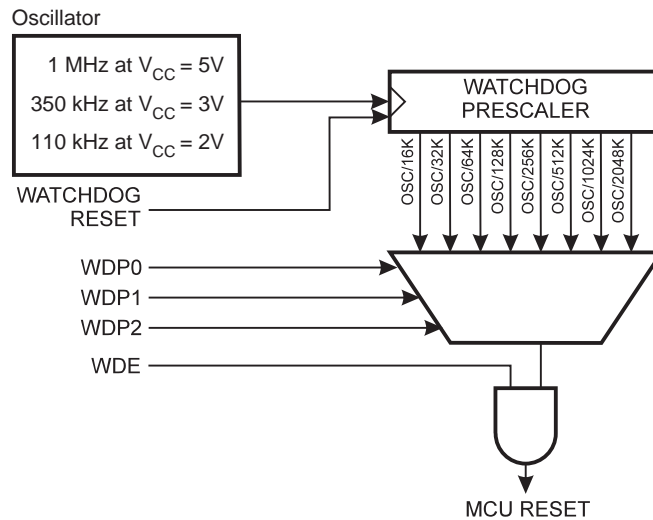 Oscillator
1 MHz at VCC = 5V
350 kHz at VCC = 3V
110 kHz at VCC = 2V
WATCHDOG
PRESCALER
OSC/16K
OSC/32K
OSC/64K
OSC/128K
OSC/256K
OSC/512K
OSC/1024K
OSC/2048K
WATCHDOG
RESET
WDP0
WDP1
WDP2
WDE
MCU RESET